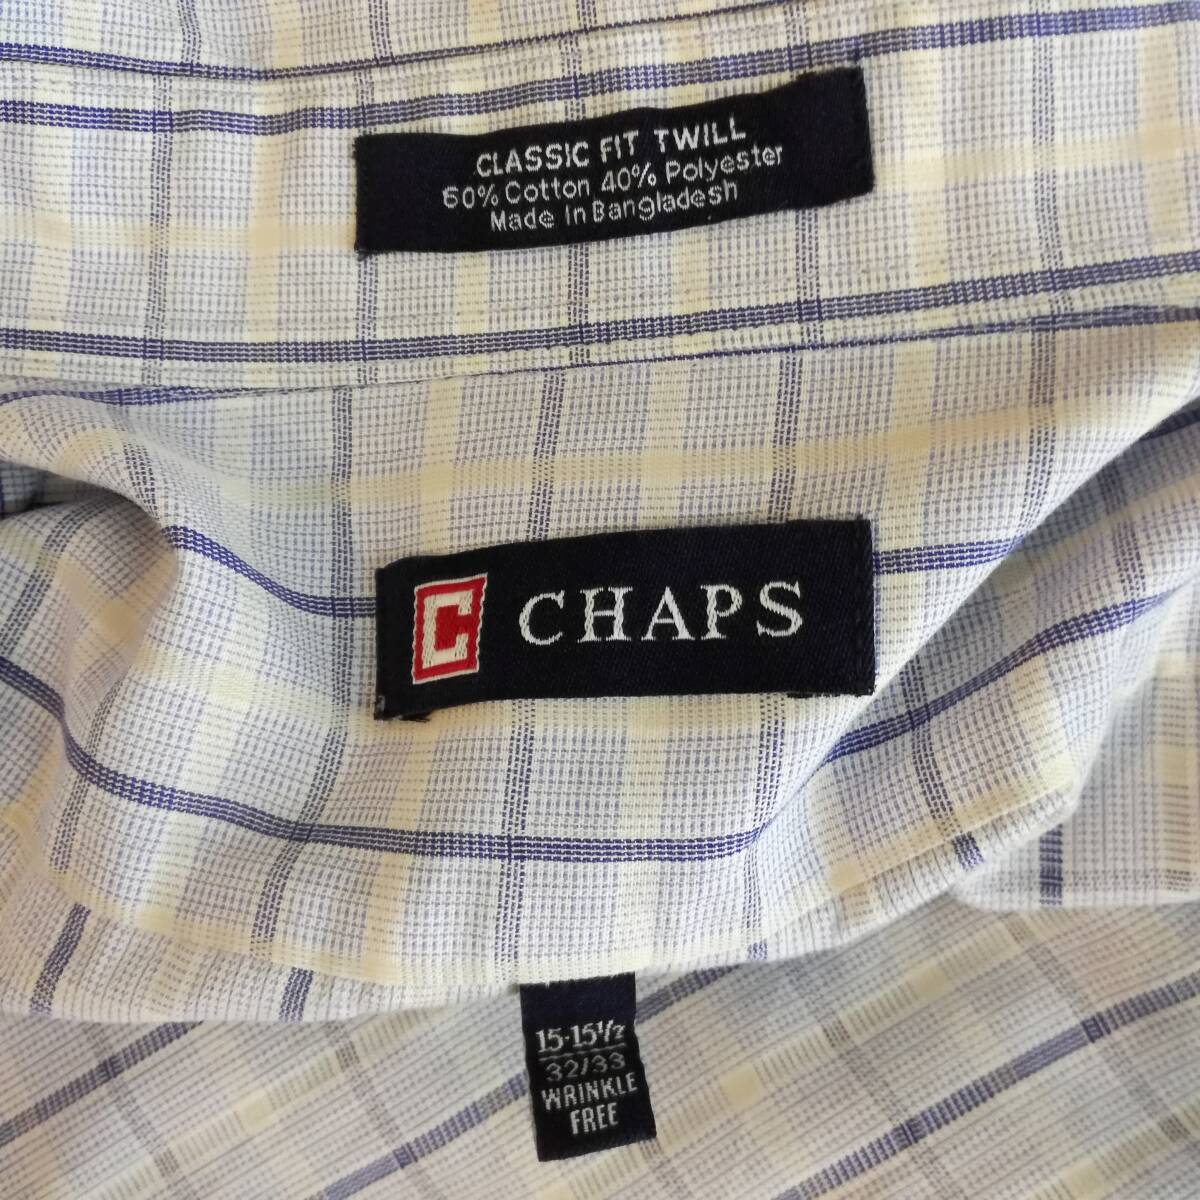 CLASSIC FIT TWILL
60% Cotton 40% Polyester
Made In Bangladesh
C CHAPS
15-15½
32/33
WRINKLE
FREE